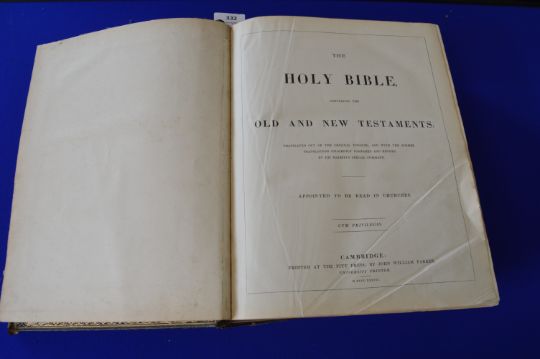 332
THE
HOLY BIBLE,
CONTAINING THE
OLD AND NEW TESTAMENTS:
TRANSLATED OUT OF THE ORIGINAL TONGUES; AND WITH THE FORMER
TRANSLATIONS DILIGENTLY COMPARED AND REVISED,
BY HIS MAJESTY'S SPECIAL COMMAND.
APPOINTED TO BE READ IN CHURCHES.
CUM PRIVILEGIO.
CAMBRIDGE:
PRINTED AT THE PITT PRESS, BY JOHN WILLIAM PARKER,
UNIVERSITY PRINTER.